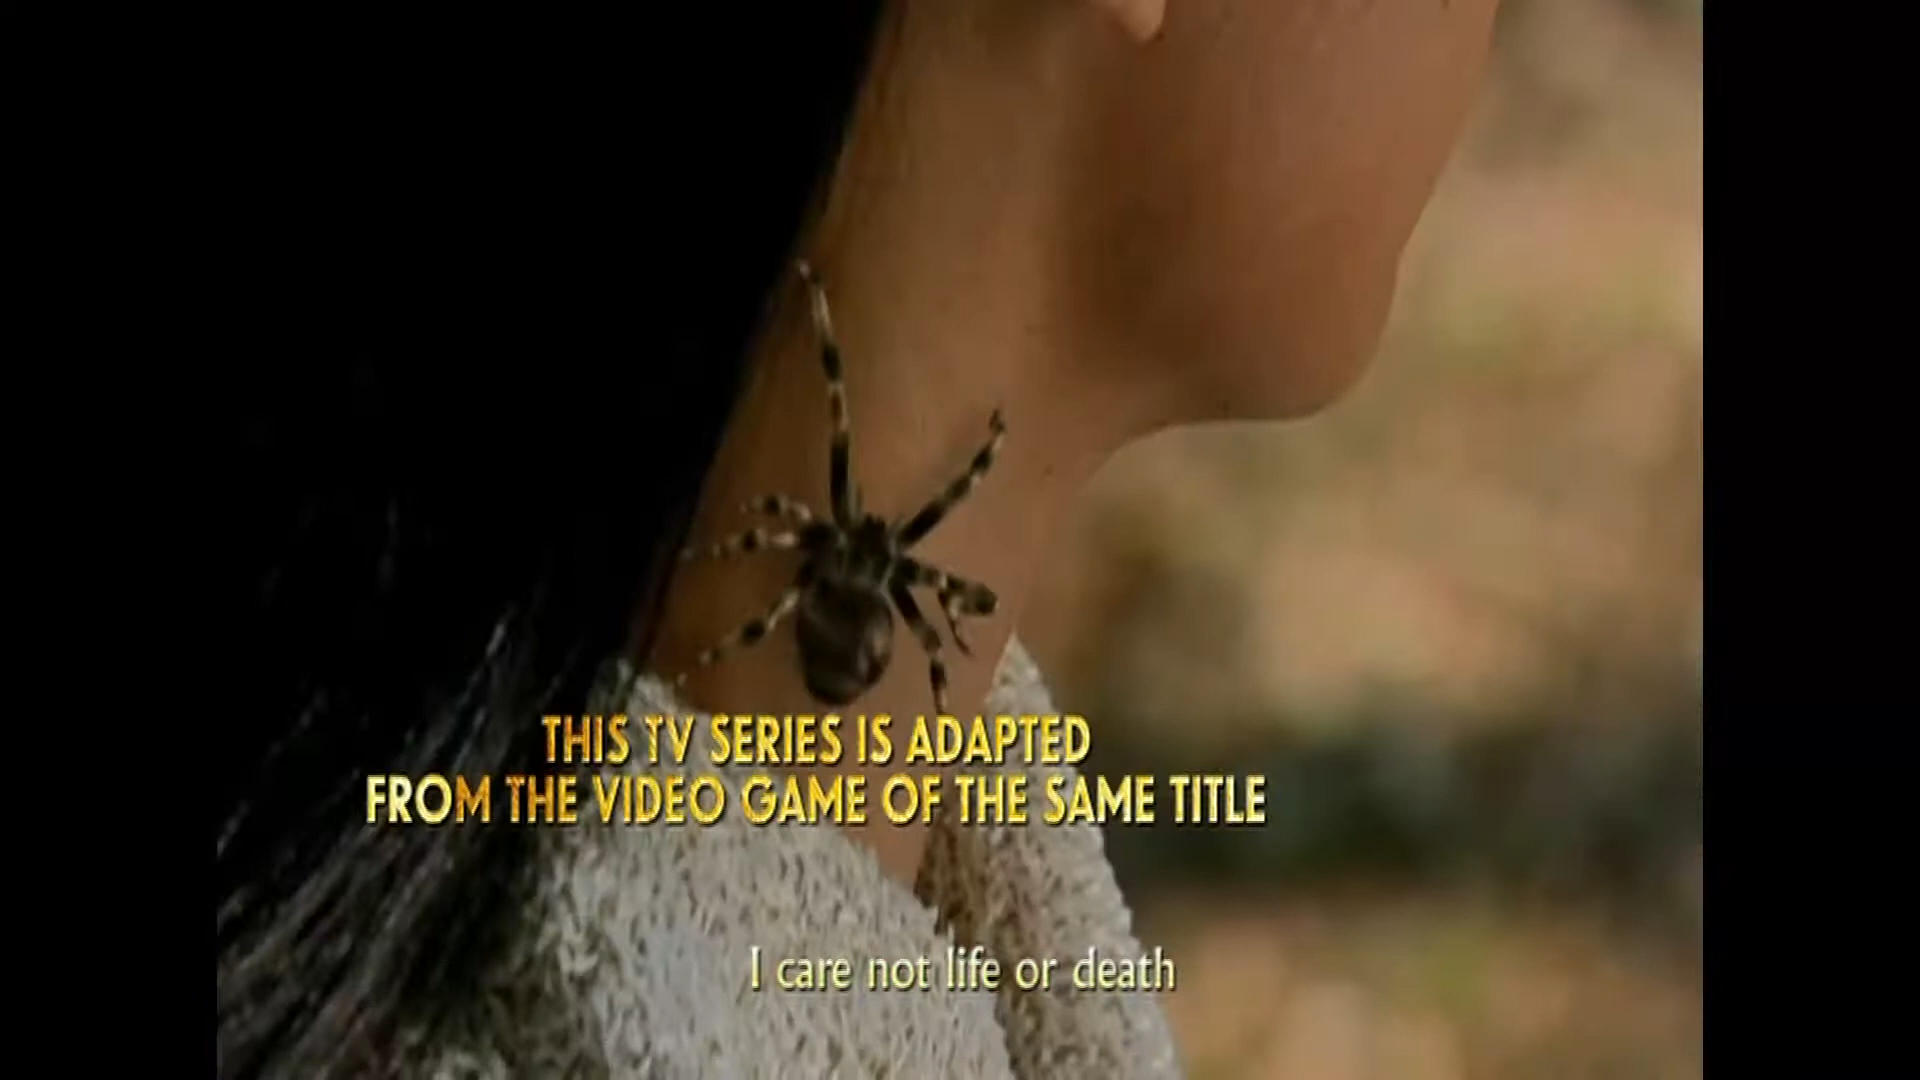 THIS TV SERIES IS ADAPTED
FROM THE VIDEO GAME OF THE SAME TITLE
I care not life or death